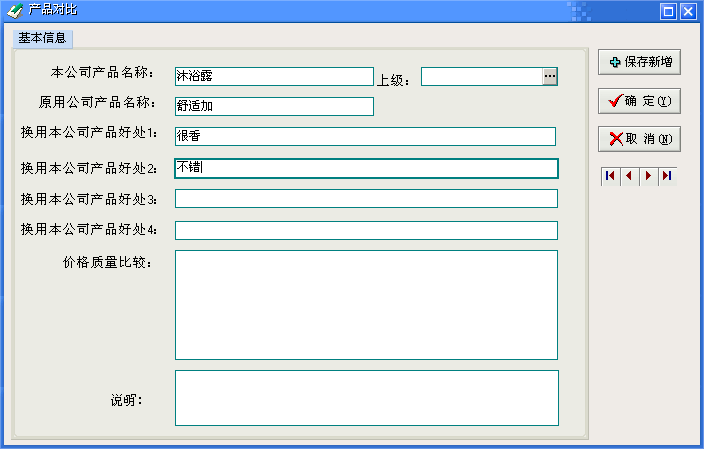 产品对比
基本信息
本公司产品名称： 沐浴露 上级： ...
原用公司产品名称： 舒适加
换用本公司产品好处1： 很香
换用本公司产品好处2： 不错
换用本公司产品好处3：
换用本公司产品好处4：
价格质量比较：
说明：
保存新增
确 定(Y)
取 消(N)